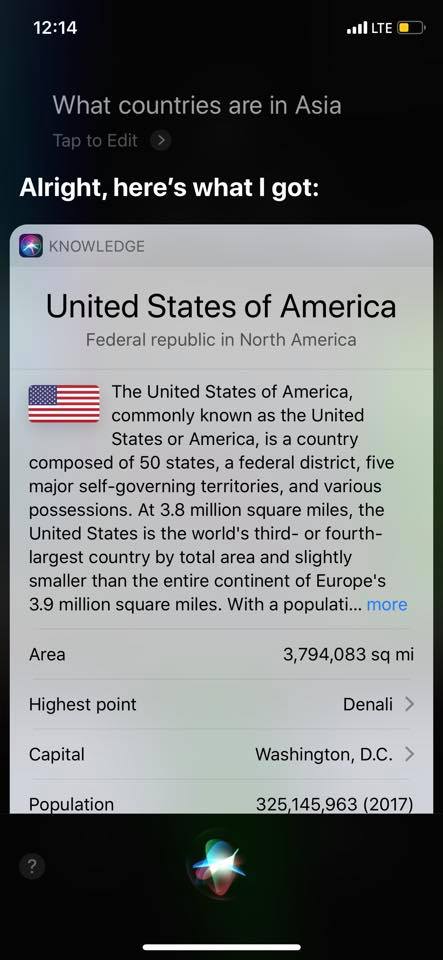 12:14
LTE
What countries are in Asia
Tap to Edit
Alright, here's what I got:
KNOWLEDGE
United States of America
Federal republic in North America
The United States of America,
commonly known as the United
States or America, is a country
composed of 50 states, a federal district, five
major self-governing territories, and various
possessions. At 3.8 million square miles, the
United States is the world's third- or fourth-
largest country by total area and slightly
smaller than the entire continent of Europe's
3.9 million square miles. With a populati... more
Area 3,794,083 sq mi
Highest point Denali
Capital Washington, D.C.
Population 325,145,963 (2017)
?